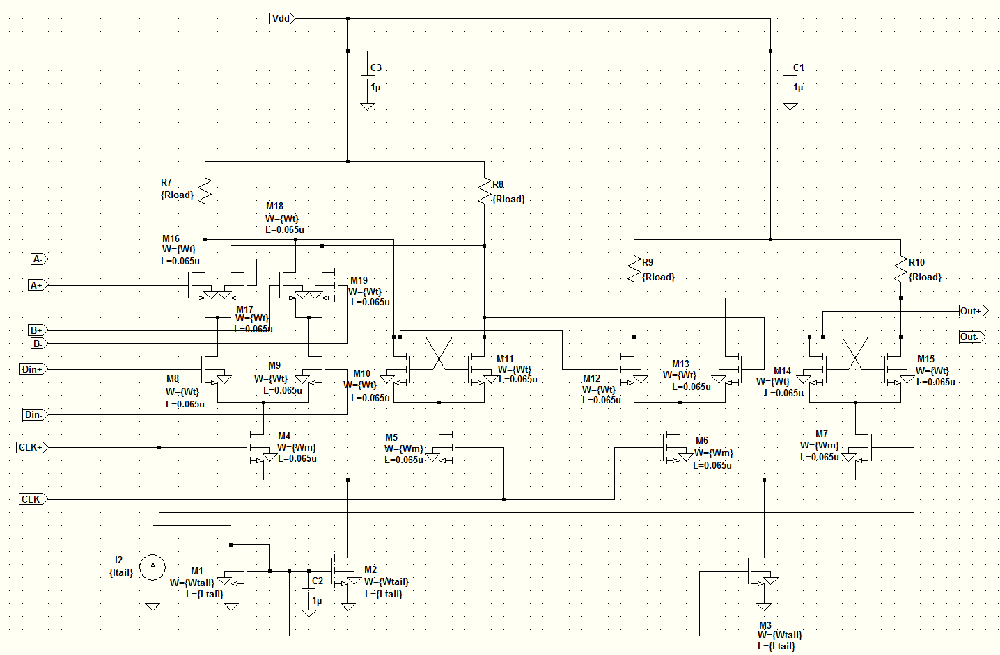 Vdd
C3
1µ
C1
1µ
R7
{Rload}
R8
{Rload}
M18
W={Wt}
L=0.065u
M16
W={Wt}
L=0.065u
A-
A+
M19
W={Wt}
L=0.065u
M17
W={Wt}
L=0.065u
B+
B-
R9
{Rload}
R10
{Rload}
Out+
Out-
Din+
M8
W={Wt}
L=0.065u
M9
W={Wt}
L=0.065u
M10
W={Wt}
L=0.065u
M11
W={Wt}
L=0.065u
M12
W={Wt}
L=0.065u
M13
W={Wt}
L=0.065u
M14
W={Wt}
L=0.065u
M15
W={Wt}
L=0.065u
Din-
CLK+
M4
W={Wm}
L=0.065u
M5
W={Wm}
L=0.065u
M6
W={Wm}
L=0.065u
M7
W={Wm}
L=0.065u
CLK-
I2
{Itail}
M1
W={Wtail}
L={Ltail}
C2
1µ
M2
W={Wtail}
L={Ltail}
M3
W={Wtail}
L={Ltail}